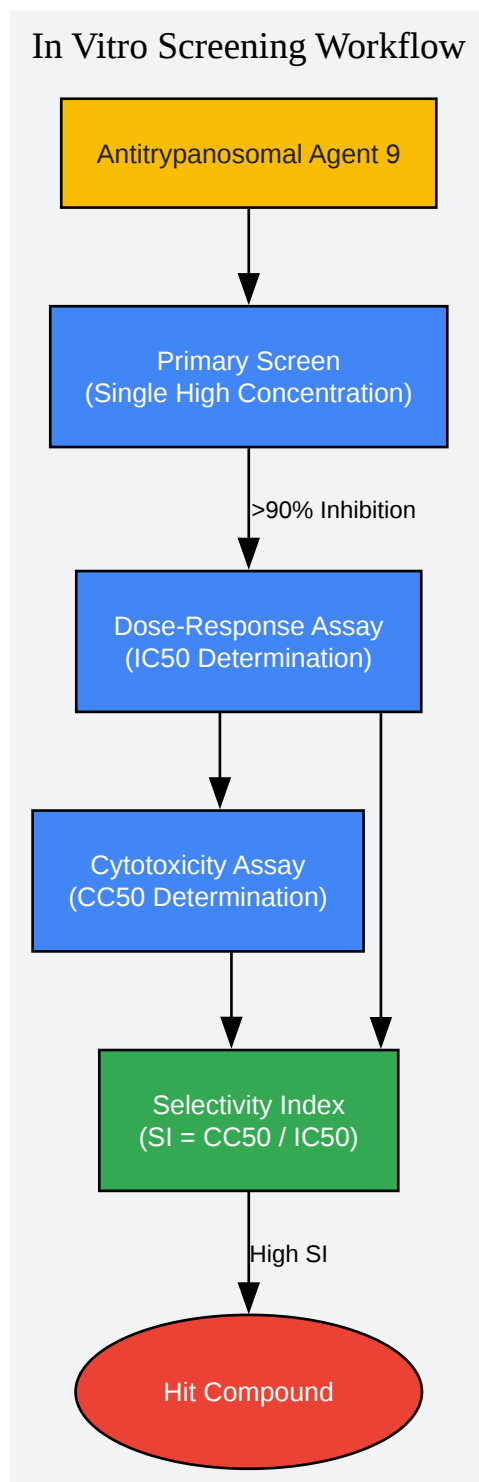 In Vitro Screening Workflow
Antitrypanosomal Agent 9
Primary Screen
(Single High Concentration)
>90% Inhibition
Dose-Response Assay
(IC50 Determination)
Cytotoxicity Assay
(CC50 Determination)
Selectivity Index
(SI = CC50 / IC50)
High SI
Hit Compound